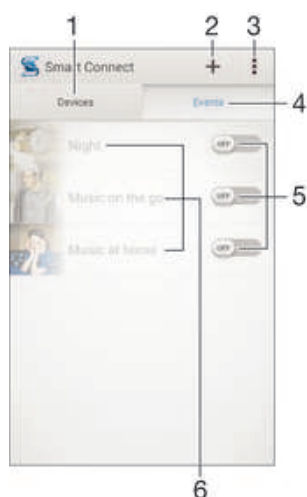 1 2 3
Smart Connect
Devices Events 4
Night OFF
Music on the go OFF 5
Music at home OFF
6